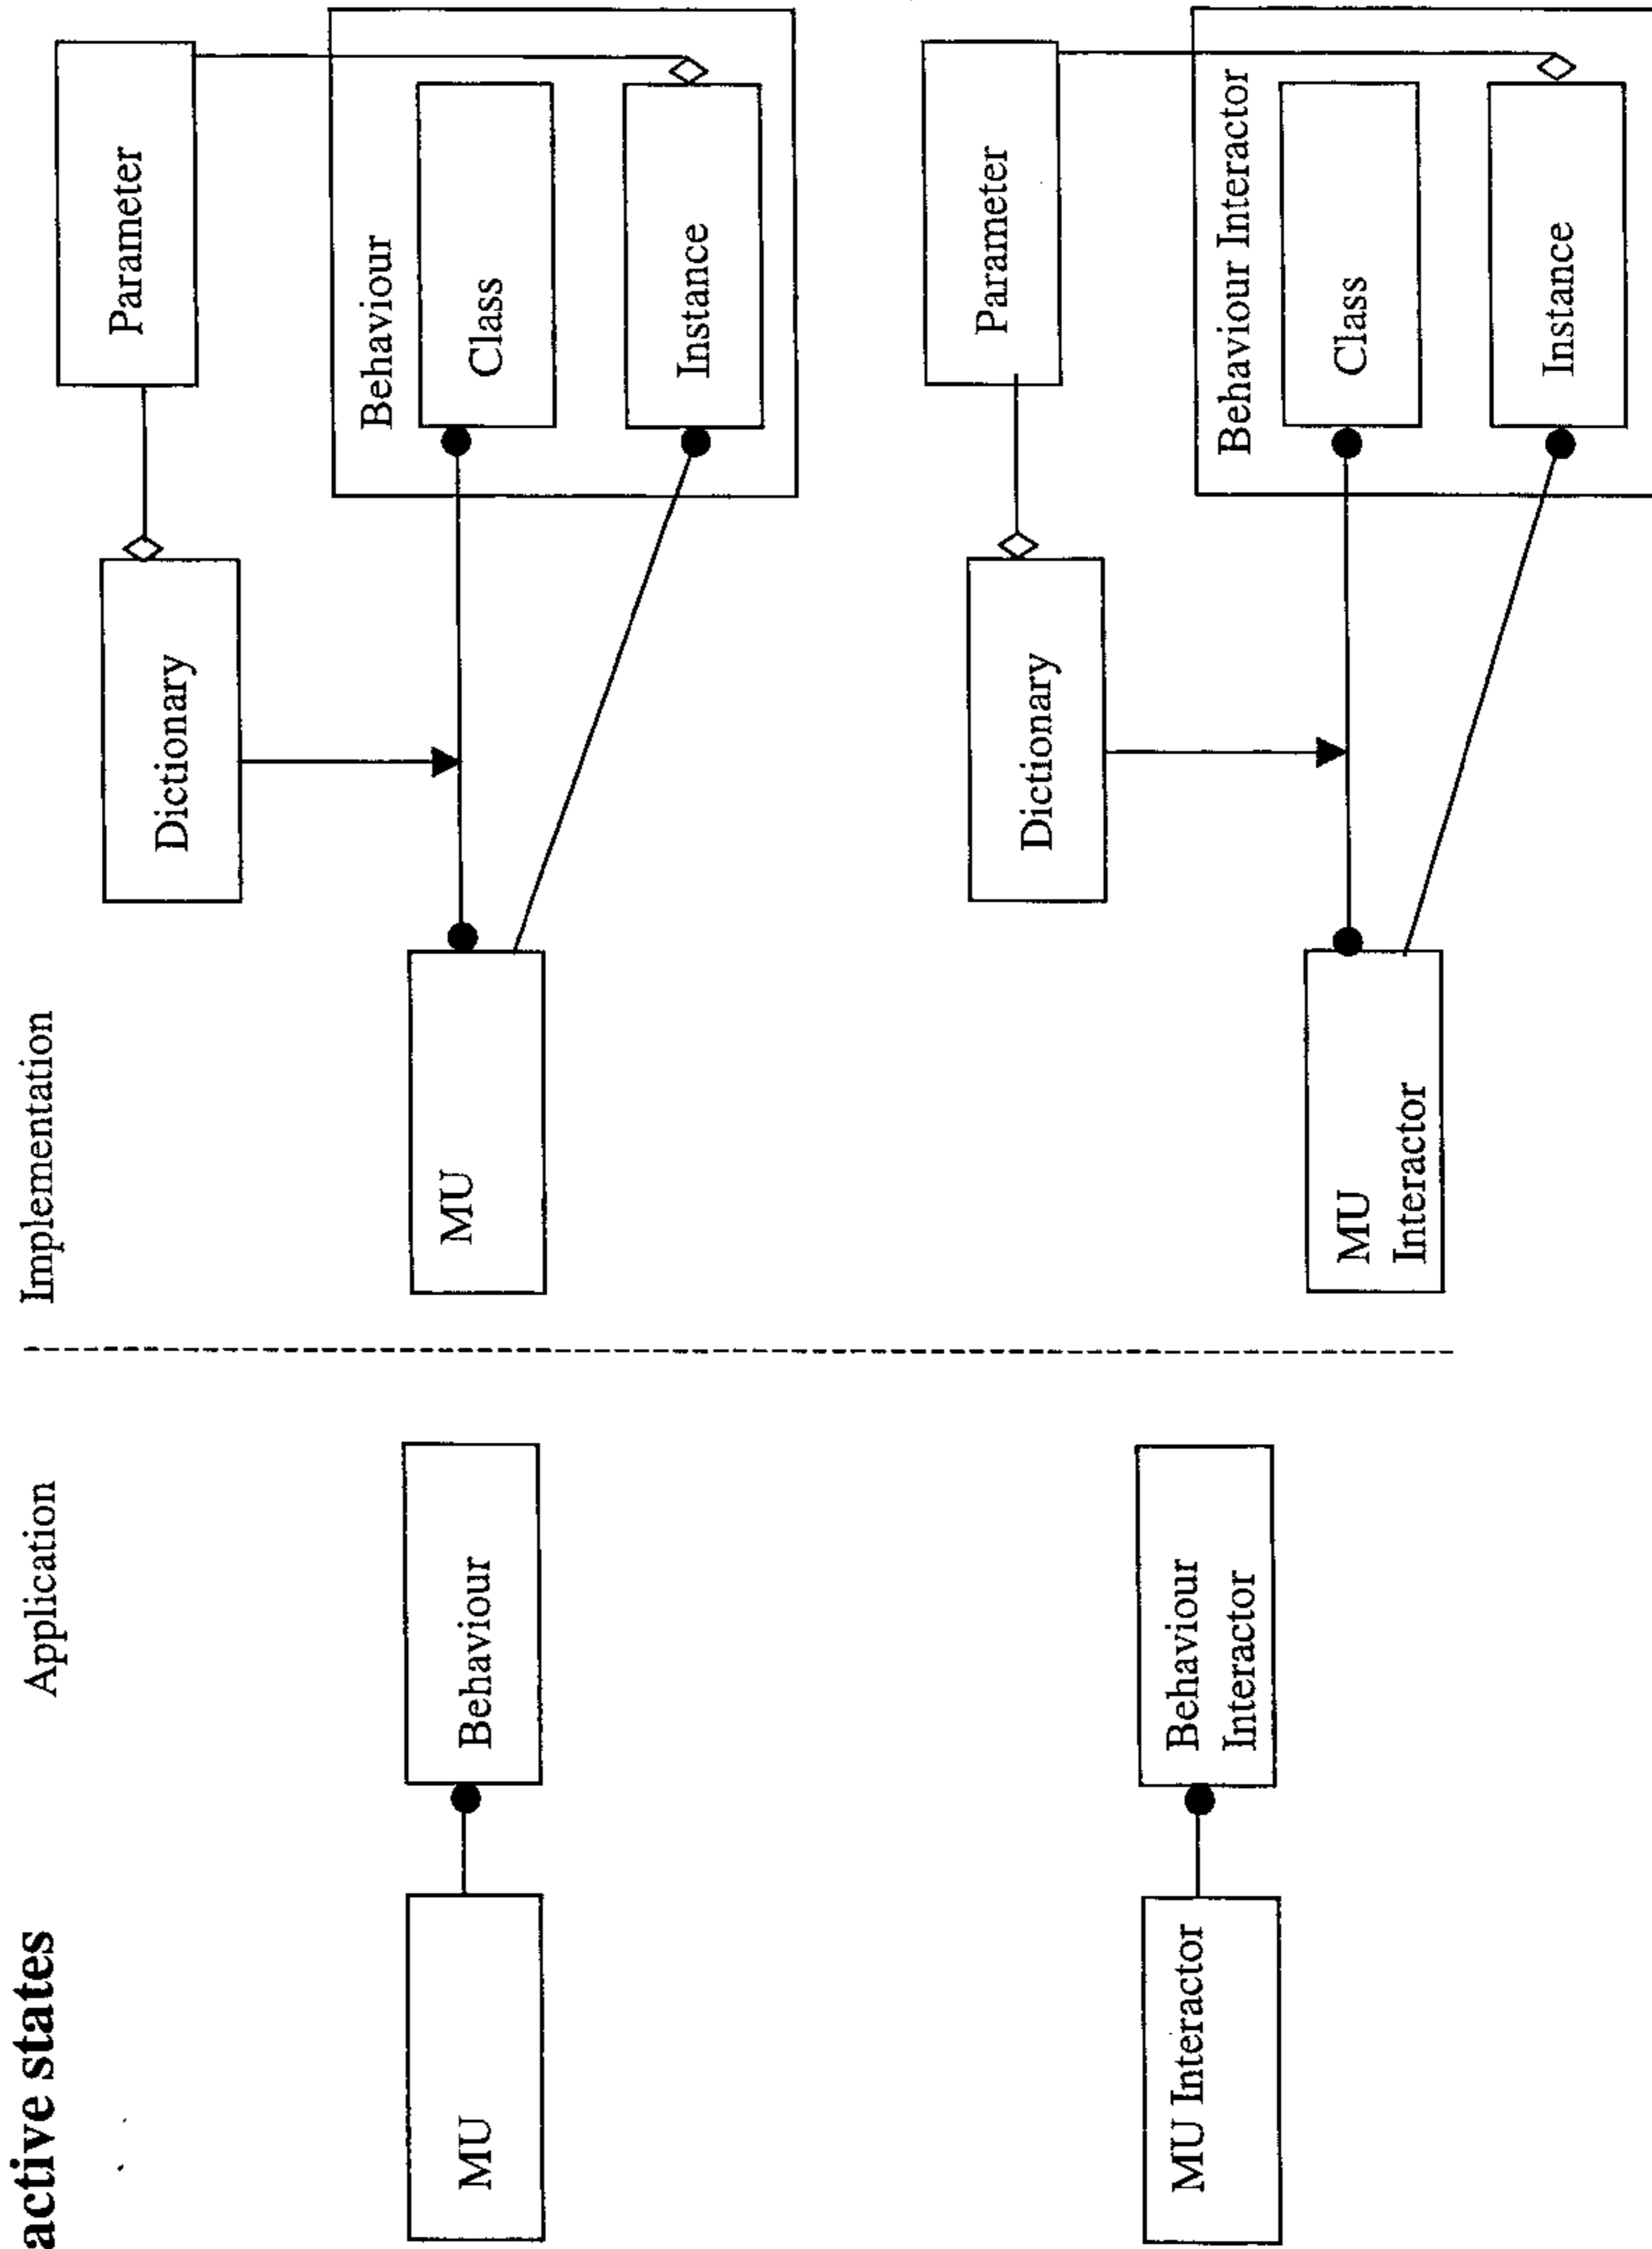 active states
Application
Implementation
MU
Behaviour
MU
Dictionary
Parameter
Behaviour
Class
Instance
MU Interactor
Behaviour
Interactor
MU
Interactor
Dictionary
Parameter
Behaviour Interactor
Class
Instance